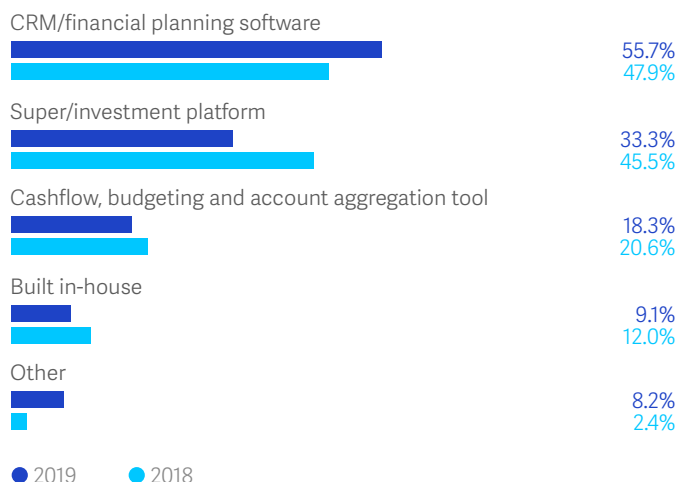 CRM/financial planning software
55.7%
47.9%
Super/investment platform
33.3%
45.5%
Cashflow, budgeting and account aggregation tool
18.3%
20.6%
Built in-house
9.1%
12.0%
Other
8.2%
2.4%
2019 2018